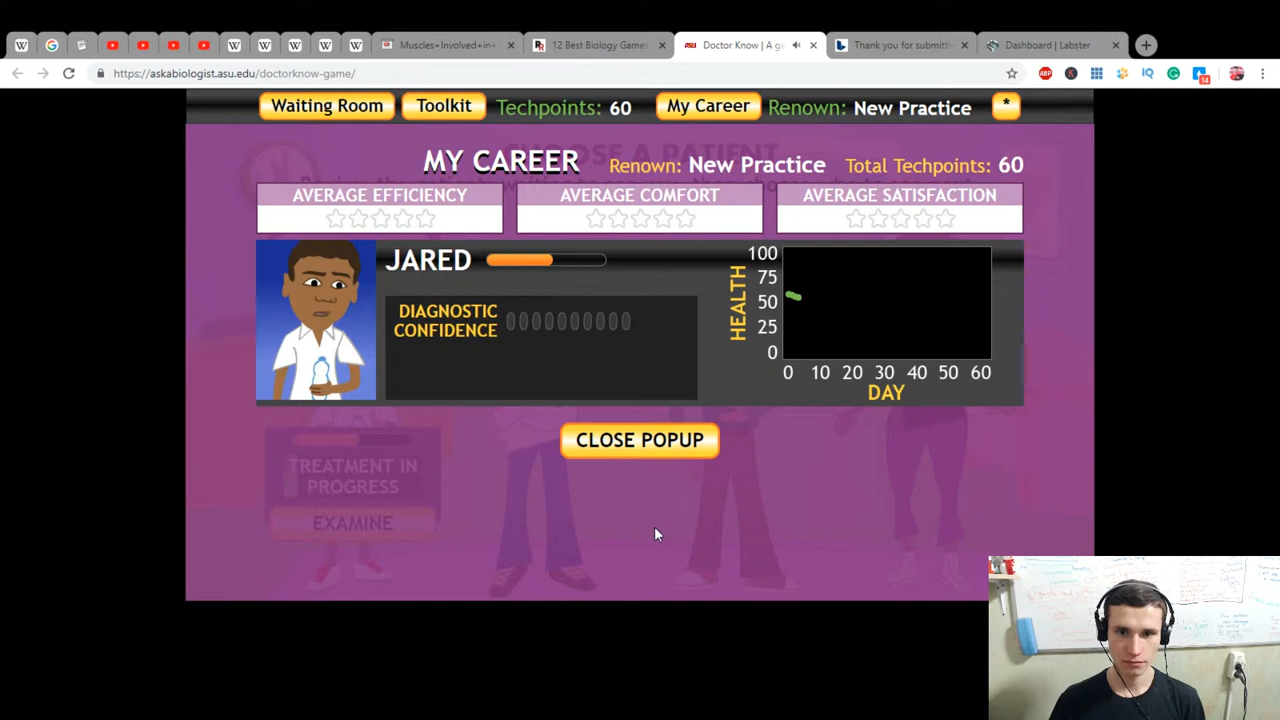 Muscles+Involved+in+
12 Best Biology Games
Doctor Know | A ga
Thank you for submitti
Dashboard | Labster
https://askabiologist.asu.edu/doctorknow-game/
Waiting Room
Toolkit
Techpoints: 60
My Career
Renown: New Practice
*
MY CAREER
Renown: New Practice
Total Techpoints: 60
AVERAGE EFFICIENCY
AVERAGE COMFORT
AVERAGE SATISFACTION
JARED
DIAGNOSTIC
CONFIDENCE
HEALTH
100
75
50
25
0
0 10 20 30 40 50 60
DAY
CLOSE POPUP
TREATMENT IN
PROGRESS
EXAMINE